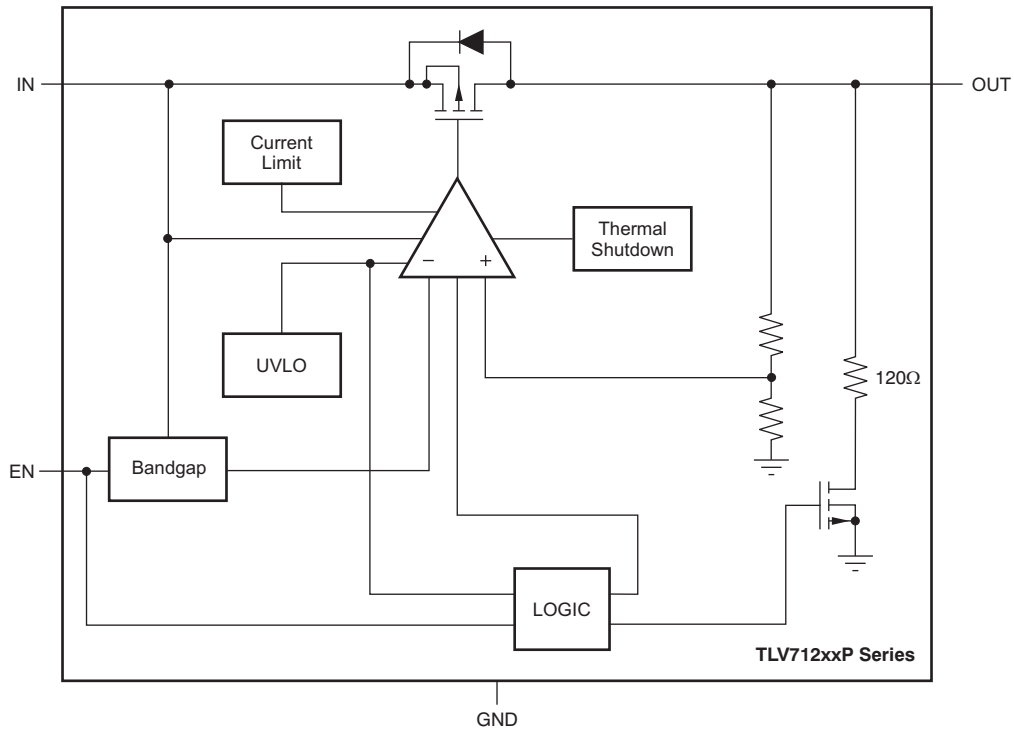 IN
OUT
Current
Limit
Thermal
Shutdown
−
+
UVLO
120Ω
EN
Bandgap
LOGIC
TLV712xxP Series
GND